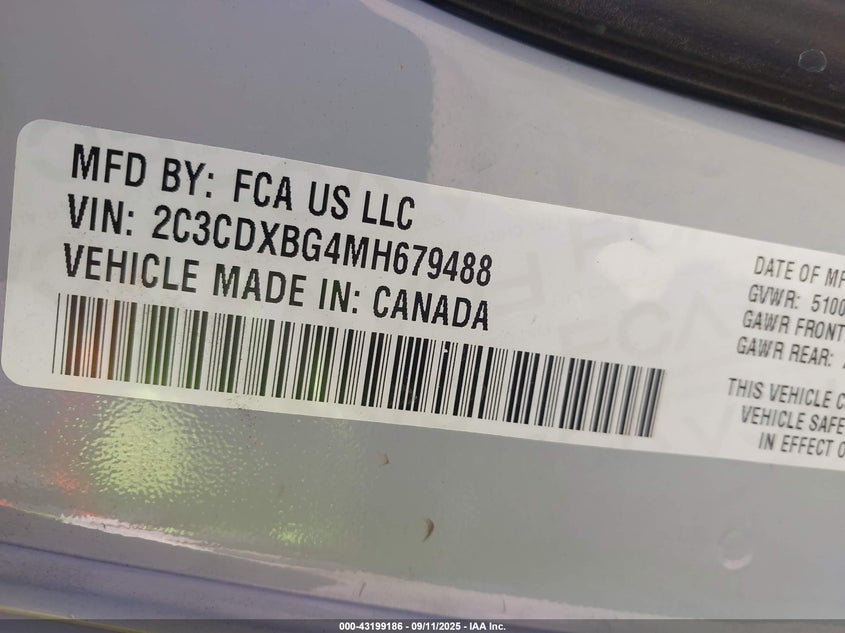 MFD BY: FCA US LLC
VIN: 2C3CDXBG4MH679488
VEHICLE MADE IN: CANADA
DATE OF
GVWR: 5100
GAWR FRONT
GAWR REAR:
THIS VEHICLE
VEHICLE
IN EFFECT
000-43199186 - 09/11/2025 - IAA Inc.